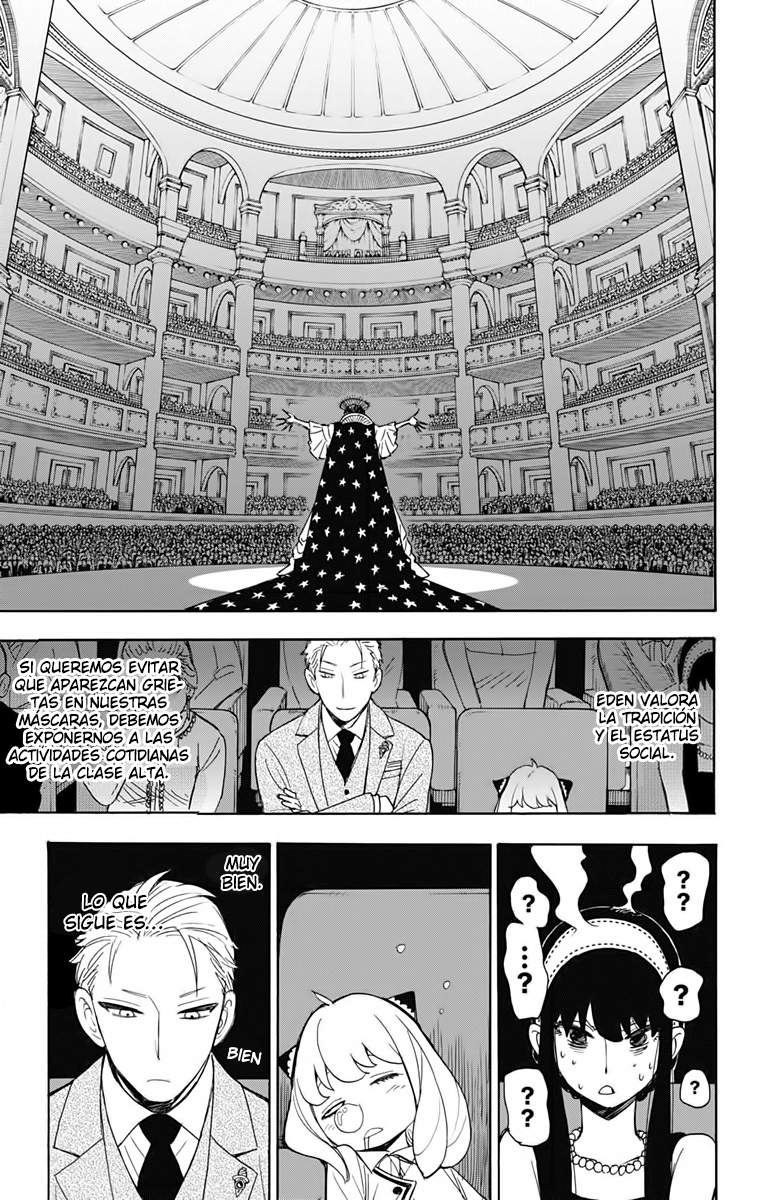 EDEN VALORA
LA TRADICIÓN
Y EL ESTATUS
SOCIAL.
SI QUEREMOS EVITAR
QUE APAREZCAN GRIE-
TAS EN NUESTRAS
MÁSCARAS, DEBEMOS
EXPONERNOS A LAS
ACTIVIDADES COTIDIANAS
DE LA CLASE ALTA.
? ?
...?
?
?
? ?
?
MUY
BIEN.
LO QUE
SIGUE ES...
BIEN